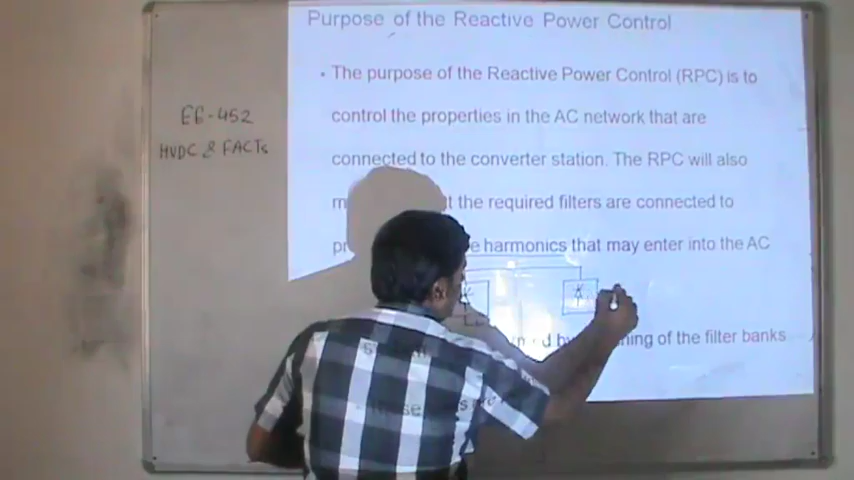 Purpose of the Reactive Power Control
• The purpose of the Reactive Power Control (RPC) is to
control the properties in the AC network that are
connected to the converter station. The RPC will also
the required filters are connected to
harmonics that may enter into the AC
of the filter banks
EE-452
HVDC & FACTs